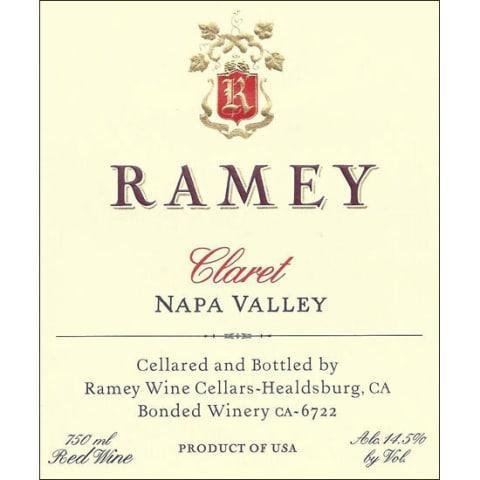 R
RAMEY
Claret
NAPA VALLEY
Cellared and Bottled by
Ramey Wine Cellars-Healdsburg, CA
Bonded Winery CA-6722
750 ml
Red Wine
PRODUCT OF USA
Alc. 14.5%
by Vol.